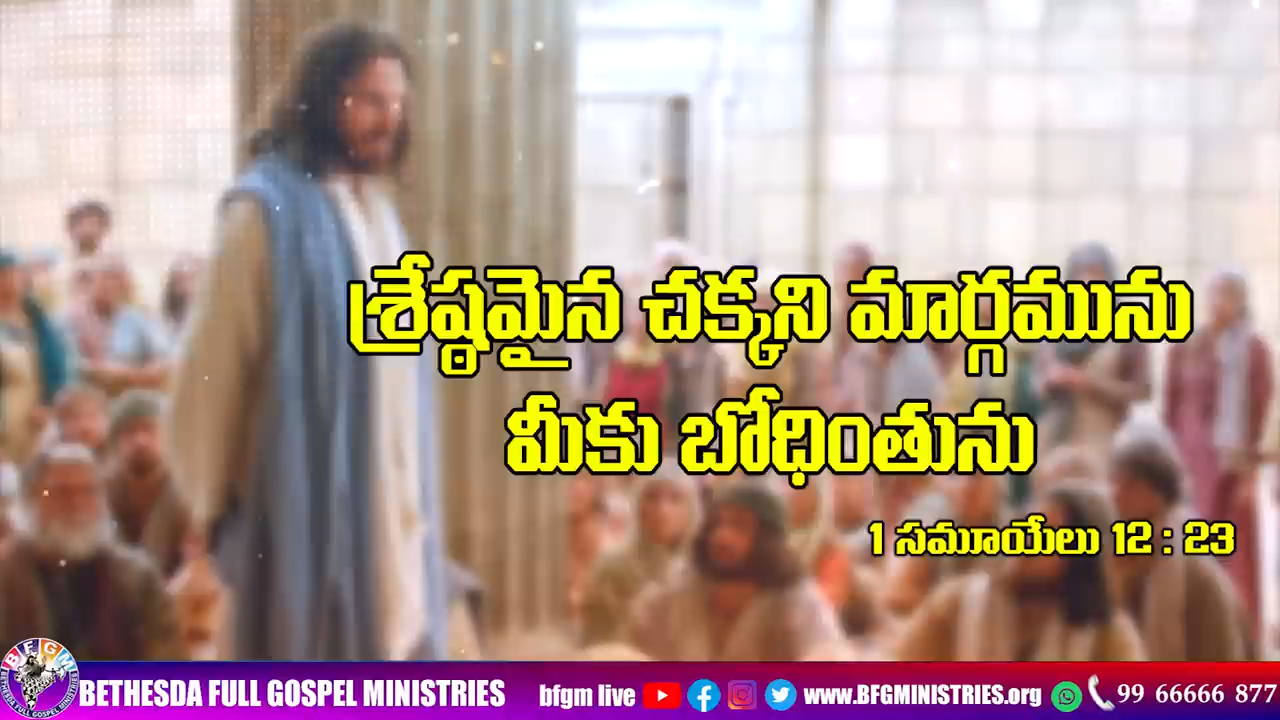 శ్రేష్ఠమైన చక్కని మార్గమును
మీకు బోధింతును
1 సమూయేలు 12 : 23
BFGM
BETHESDA FULL GOSPEL MINISTRIES bfgm live www.BFGMINISTRIES.org 99 66666 877